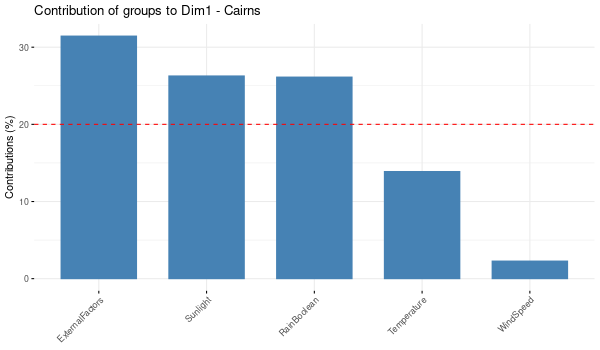 Contribution of groups to Dim1 - Cairns
Contributions (%)
30
20
10
0
ExternalFactors
Sunlight
RainBoolean
Temperature
WindSpeed